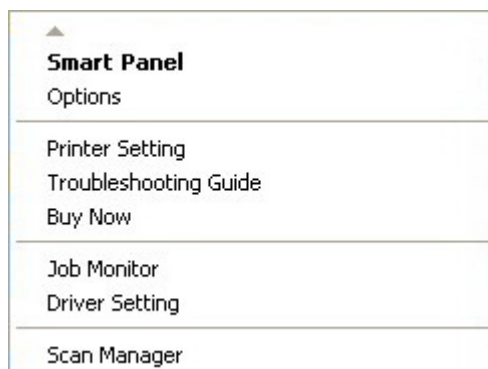 Smart Panel
Options
Printer Setting
Troubleshooting Guide
Buy Now
Job Monitor
Driver Setting
Scan Manager